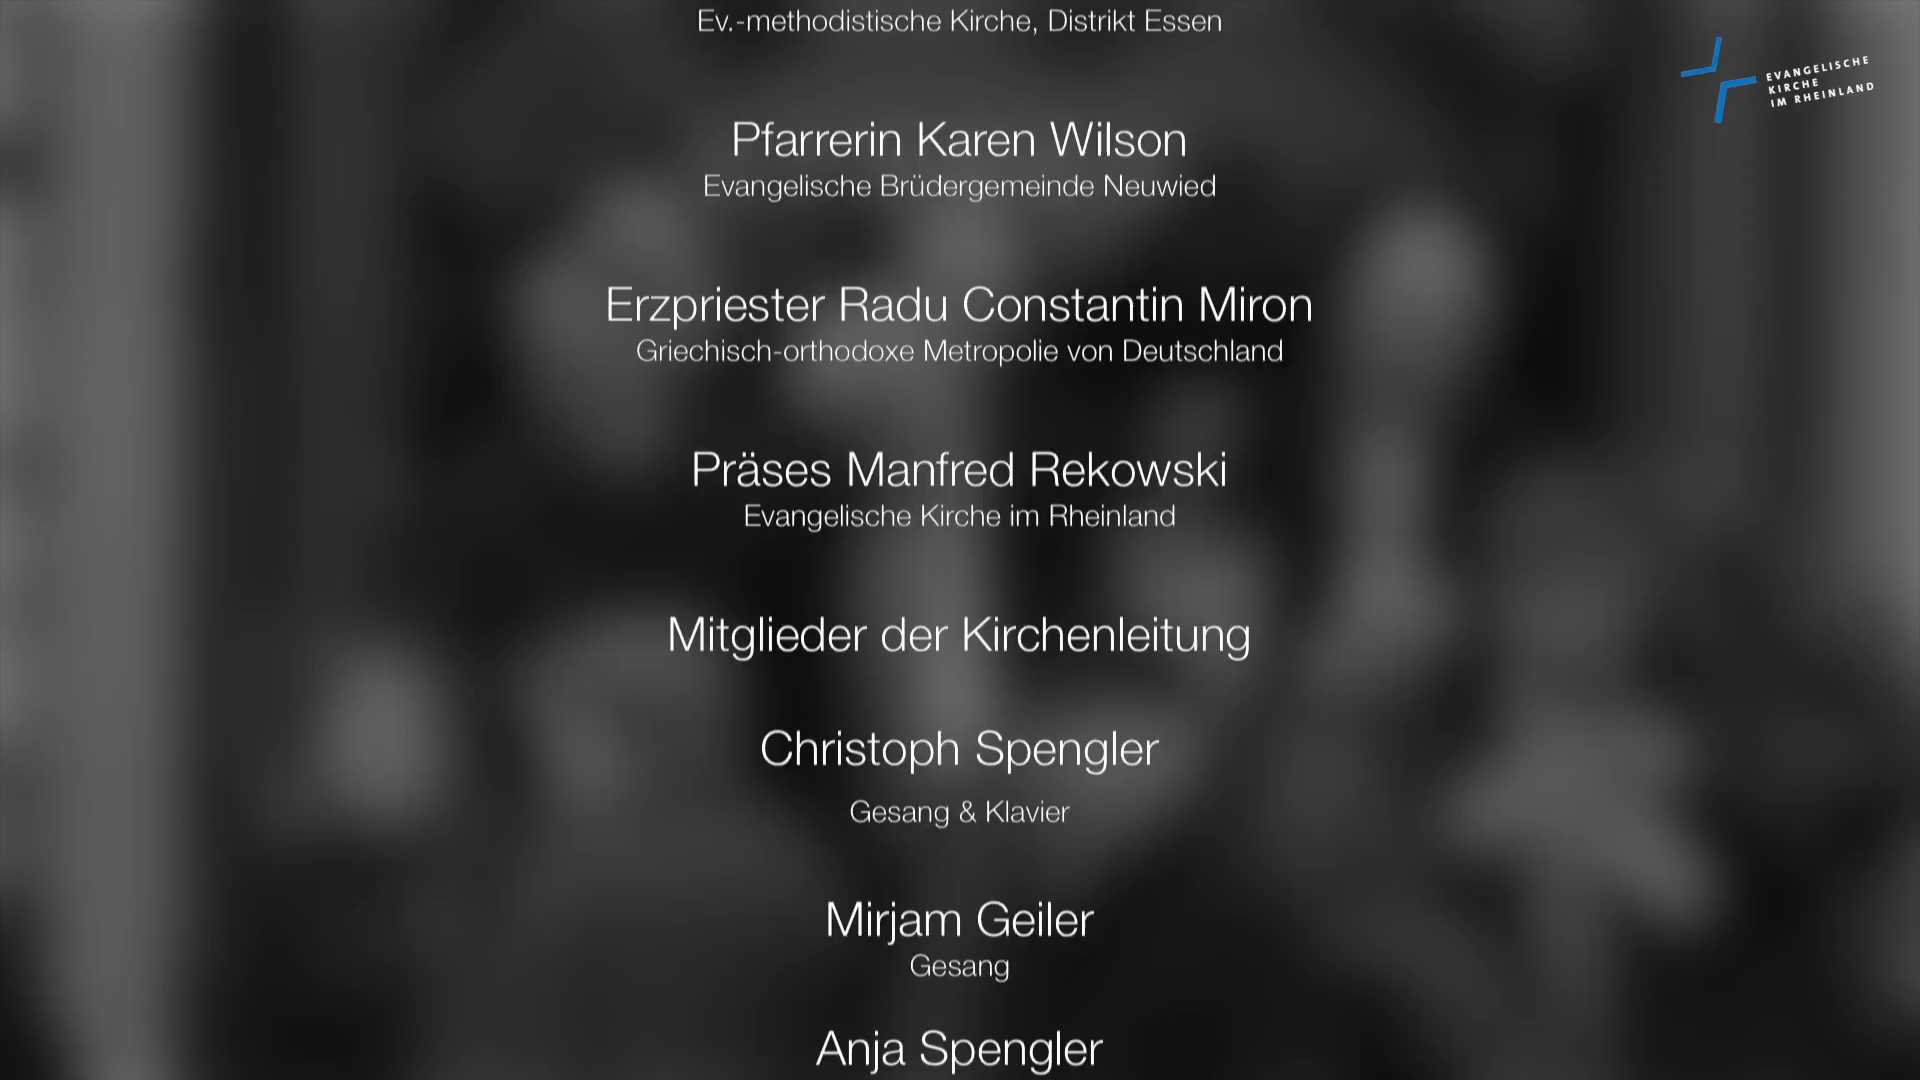 Ev.-methodistische Kirche, Distrikt Essen
EVANGELISCHE
KIRCHE
IM RHEINLAND
Pfarrerin Karen Wilson
Evangelische Brüdergemeinde Neuwied
Erzpriester Radu Constantin Miron
Griechisch-orthodoxe Metropolie von Deutschland
Präses Manfred Rekowski
Evangelische Kirche im Rheinland
Mitglieder der Kirchenleitung
Christoph Spengler
Gesang & Klavier
Mirjam Geiler
Gesang
Anja Spengler